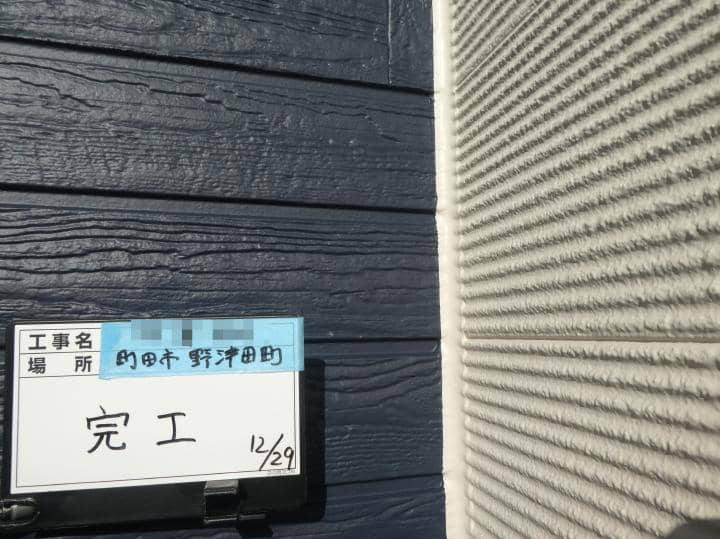 工事名
場所 町田市 野津田町
完工
12/29